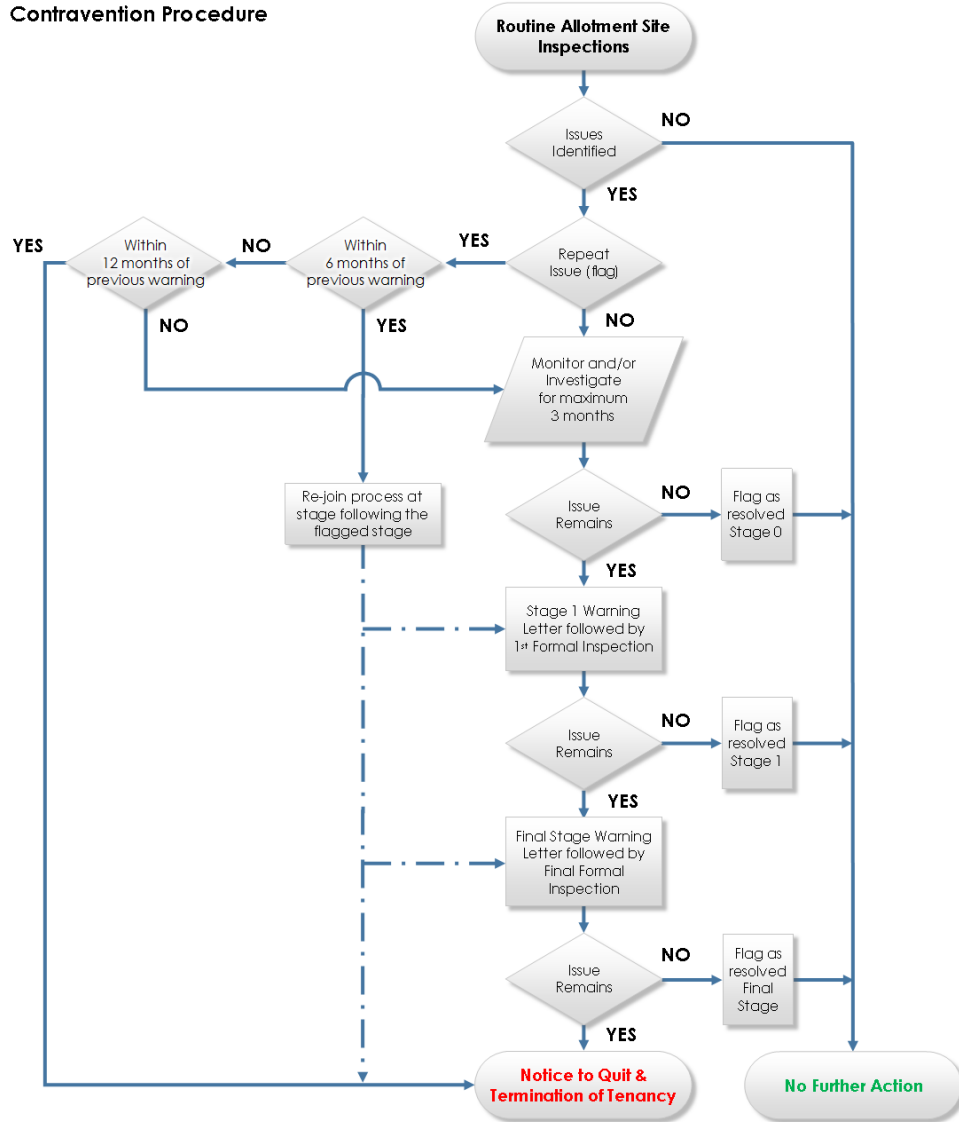 Contravention Procedure
Routine Allotment Site
Inspections
Issues
Identified
NO
YES
Repeat
Issue (flag)
YES
Within
6 months of
previous warning
NO
Within
12 months of
previous warning
YES
NO
YES
NO
Monitor and/or
Investigate
for maximum
3 months
Re-join process at
stage following the
flagged stage
Issue
Remains
NO
Flag as
resolved
Stage 0
YES
Stage 1 Warning
Letter followed by
1st Formal Inspection
Issue
Remains
NO
Flag as
resolved
Stage 1
YES
Final Stage Warning
Letter followed by
Final Formal
Inspection
Issue
Remains
NO
Flag as
resolved
Final
Stage
YES
Notice to Quit &
Termination of Tenancy
No Further Action